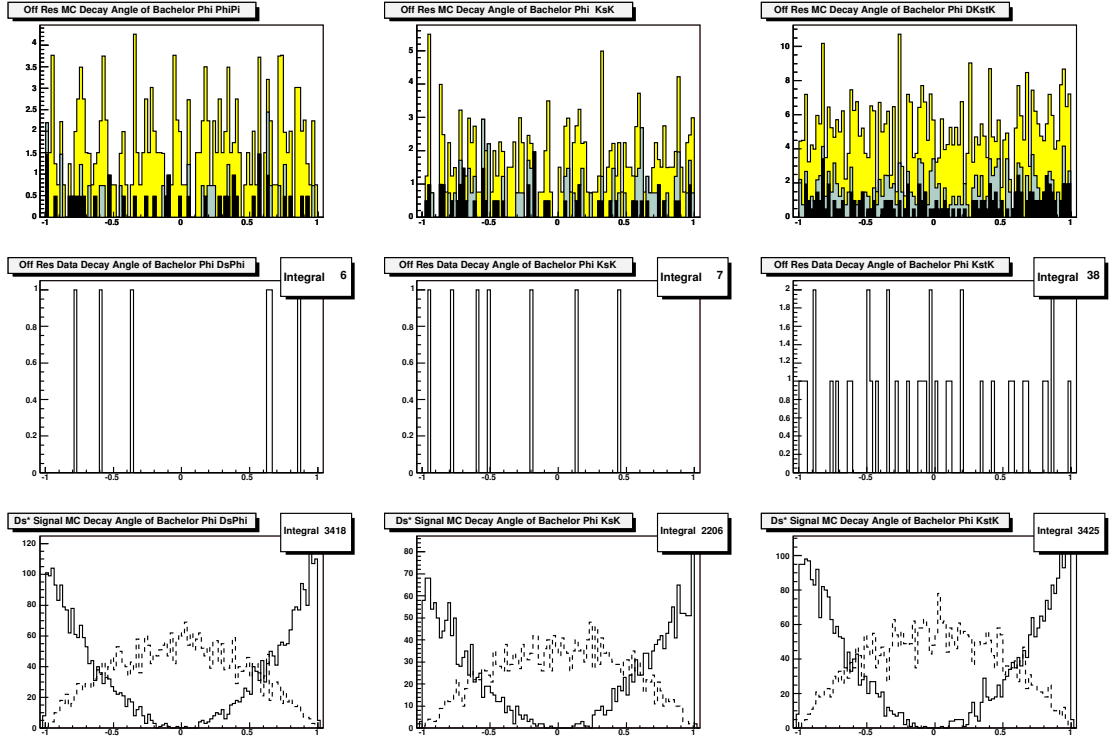 Off Res MC Decay Angle of Bachelor Phi PhiPi
4
3.5
3
2.5
2
1.5
1
0.5
0
-1 -0.5 0 0.5 1
Off Res MC Decay Angle of Bachelor Phi KsK
5
4
3
2
1
0
-1 -0.5 0 0.5 1
Off Res MC Decay Angle of Bachelor Phi DKstK
10
8
6
4
2
0
-1 -0.5 0 0.5 1
Off Res Data Decay Angle of Bachelor Phi DsPhi
Integral 6
1
0.8
0.6
0.4
0.2
0
-1 -0.5 0 0.5 1
Off Res Data Decay Angle of Bachelor Phi KsK
Integral 7
1
0.8
0.6
0.4
0.2
0
-1 -0.5 0 0.5 1
Off Res Data Decay Angle of Bachelor Phi KstK
Integral 38
2
1.8
1.6
1.4
1.2
1
0.8
0.6
0.4
0.2
0
-1 -0.5 0 0.5 1
Ds* Signal MC Decay Angle of Bachelor Phi DsPhi
Integral 3418
120
100
80
60
40
20
0
-1 -0.5 0 0.5 1
Ds* Signal MC Decay Angle of Bachelor Phi KsK
Integral 2206
80
70
60
50
40
30
20
10
0
-1 -0.5 0 0.5 1
Ds* Signal MC Decay Angle of Bachelor Phi KstK
Integral 3425
100
80
60
40
20
0
-1 -0.5 0 0.5 1